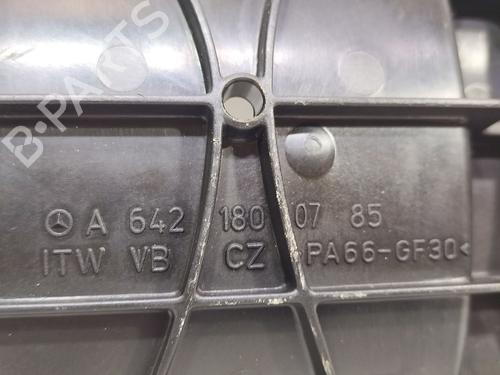 B-PARTS
A 642 180 07 85
ITW VB CZ >PA66-GF30<